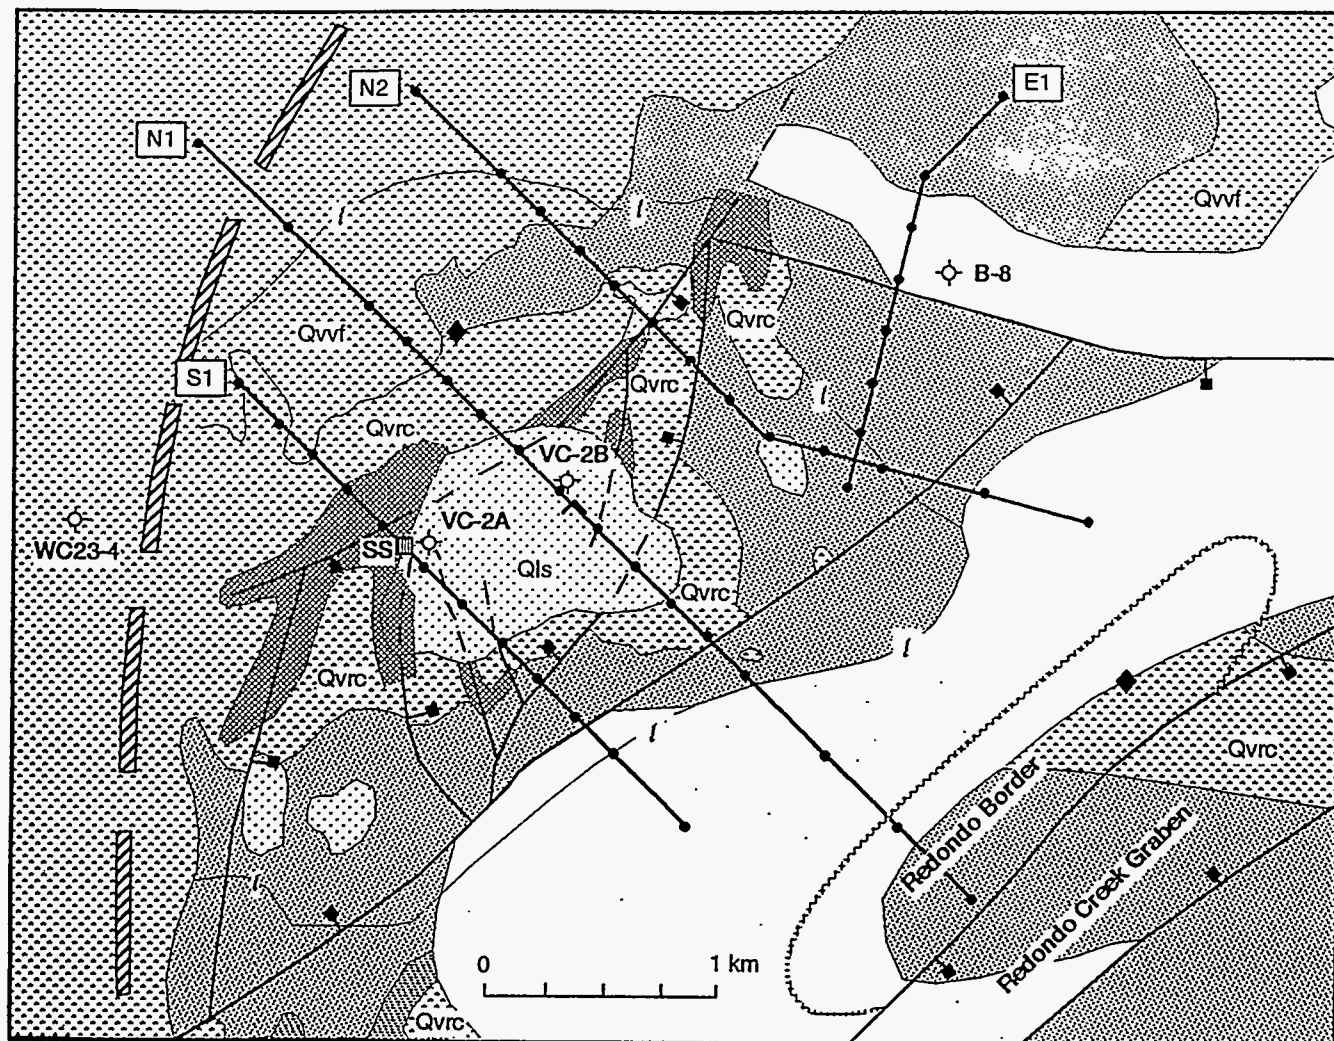 N2
E1
N1
l
l
Qvvf
B-8
Qvvf
Qvrc
S1
Qvrc
l
Qvrc
VC-2B
VC-2A
WC23-4
SS
Qls
Qvrc
l
Qvrc
l
Qvrc
Redondo Border
Redondo Creek Graben
l
0 1 km
Qvrc